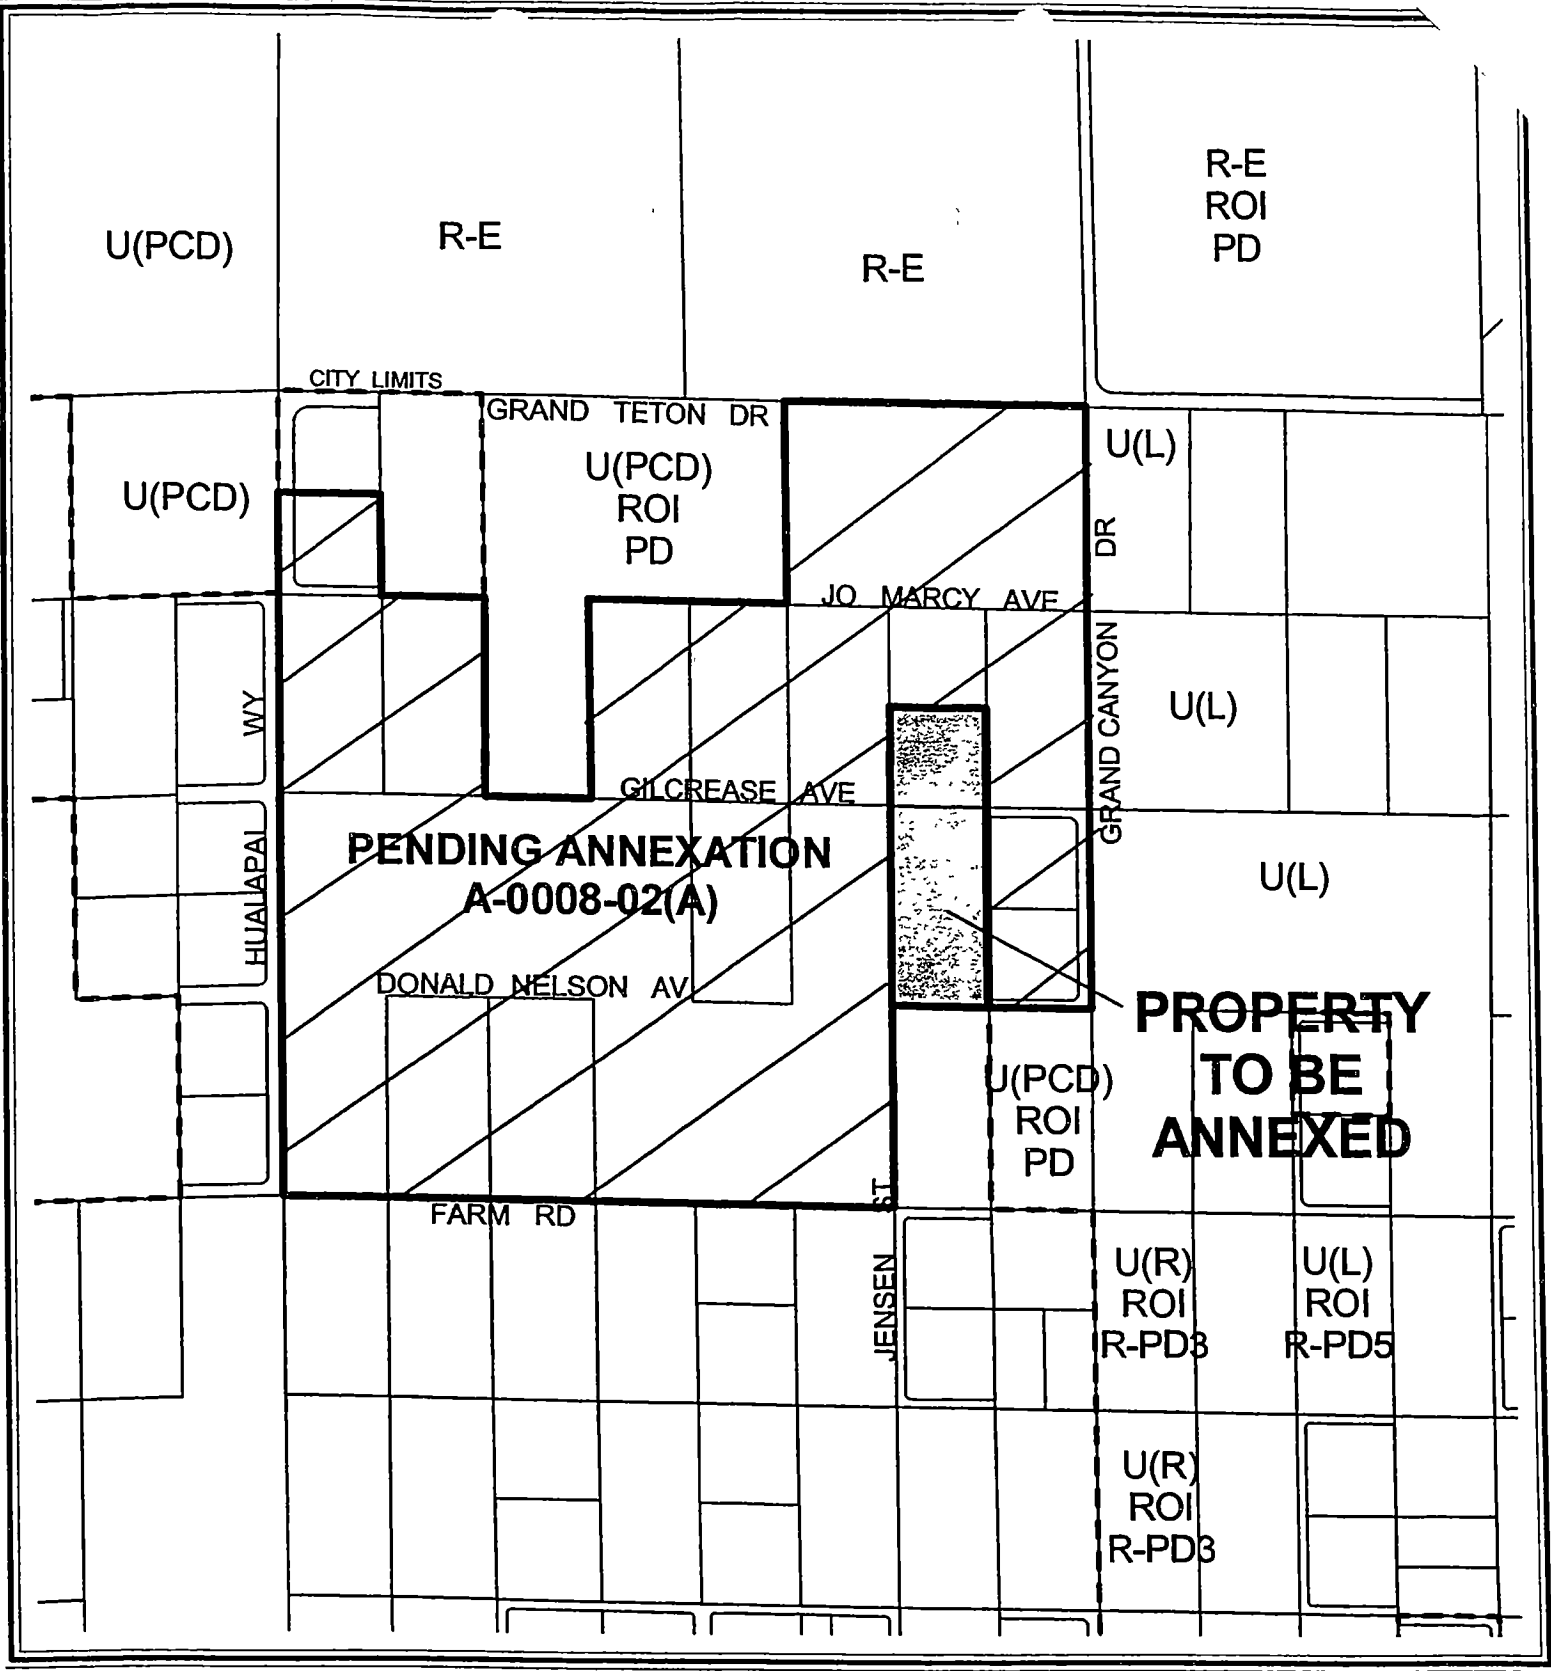 R-E
ROI
PD
U(PCD)
R-E
R-E
CITY LIMITS
GRAND TETON DR
U(L)
U(PCD)
ROI
PD
U(PCD)
DR
JO MARCY AVE
GRAND CANYON
WY
U(L)
GILCREASE AVE
PENDING ANNEXATION
A-0008-02(A)
HUALAPAI
U(L)
DONALD NELSON AV
PROPERTY
TO BE
ANNEXED
U(PCD)
ROI
PD
ST
FARM RD
JENSEN
U(R)
ROI
R-PD3
U(L)
ROI
R-PD5
U(R)
ROI
R-PD3